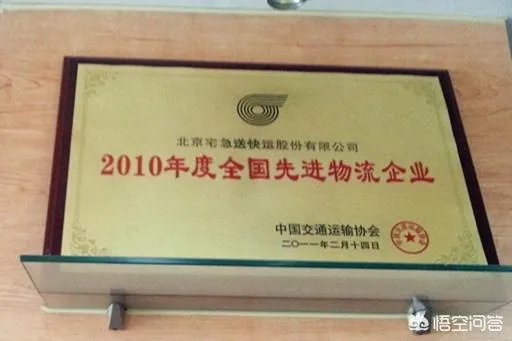 北京宅急送快运股份有限公司
2010年度全国先进物流企业
中国交通运输协会
二〇一一年二月十四日
悟空问答